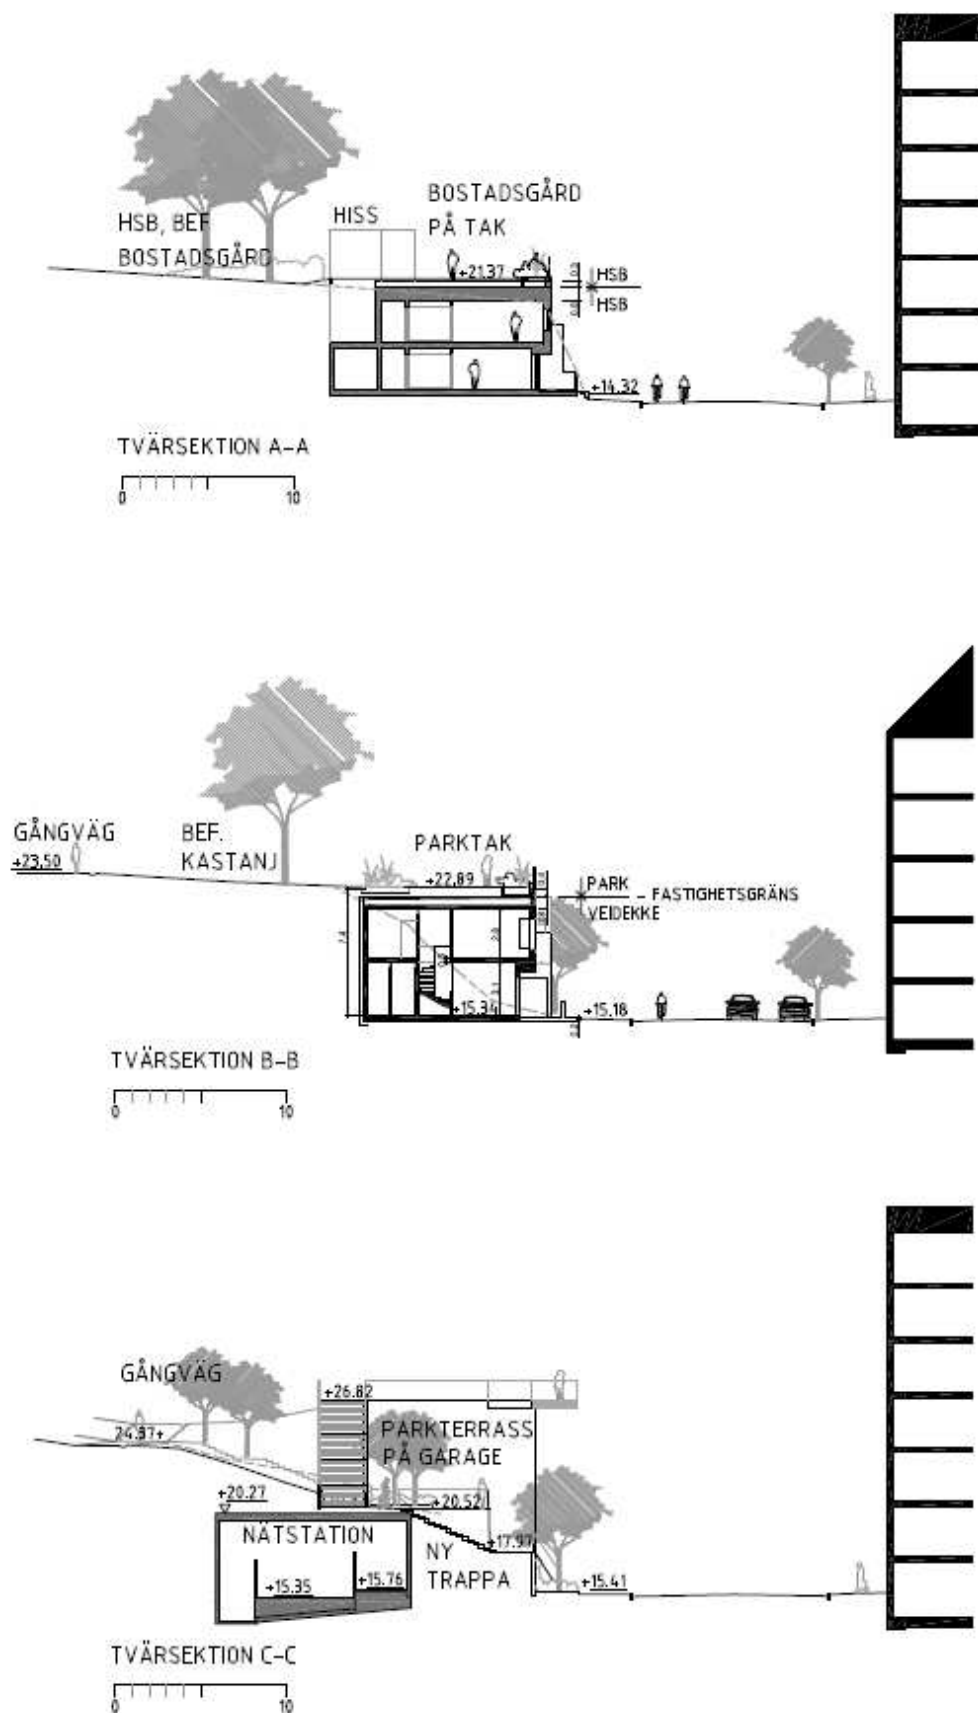 HSB, BEF
BOSTADSGÅRD
HISS
BOSTADSGÅRD
PÅ TAK
+21.37
HSB
HSB
+14.32
TVÄRSEKTION A-A
0 10
GÅNGVÄG
+23.50
BEF.
KASTANJ
PARKTAK
+22.89
PARK
FASTIGHETSGRÄNS
VEIDEKKE
+15.34
+15.18
TVÄRSEKTION B-B
0 10
GÅNGVÄG
24.37+
+26.82
PARKTERRASS
PÅ GARAGE
+20.27
+20.52
NÄTSTATION
+17.97
NY
TRAPPA
+15.35
+15.76
+15.41
TVÄRSEKTION C-C
0 10